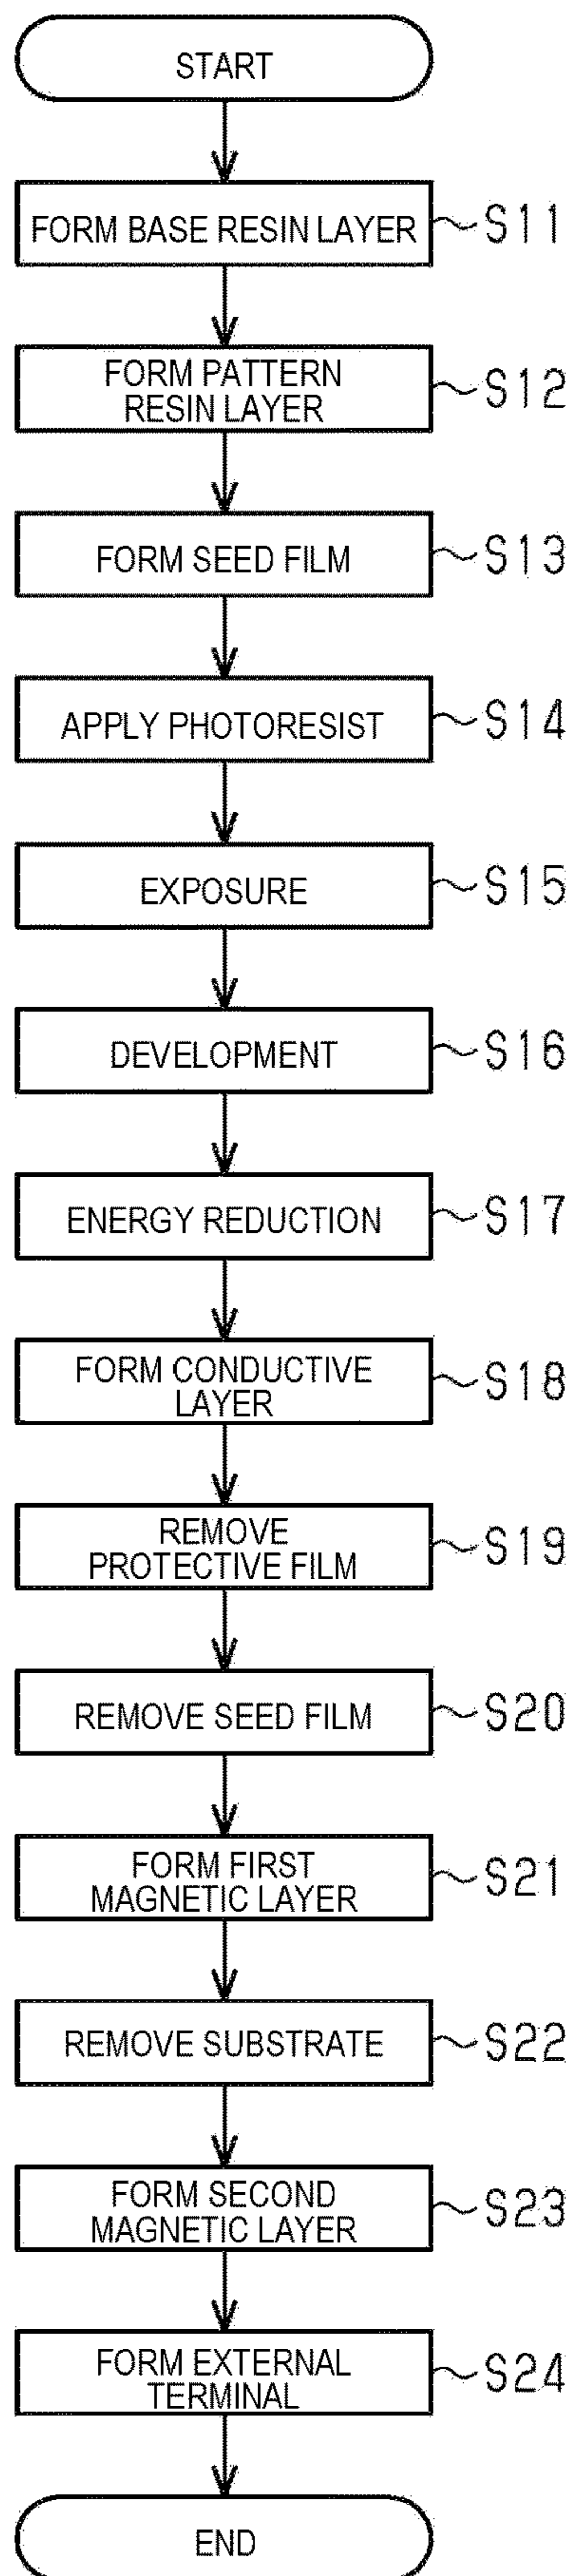 START
FORM BASE RESIN LAYER S11
FORM PATTERN
RESIN LAYER
S12
FORM SEED FILM S13
APPLY PHOTORESIST S14
EXPOSURE S15
DEVELOPMENT S16
ENERGY REDUCTION S17
FORM CONDUCTIVE
LAYER
S18
REMOVE
PROTECTIVE FILM
S19
REMOVE SEED FILM S20
FORM FIRST
MAGNETIC LAYER
S21
REMOVE SUBSTRATE S22
FORM SECOND
MAGNETIC LAYER
S23
FORM EXTERNAL
TERMINAL
S24
END